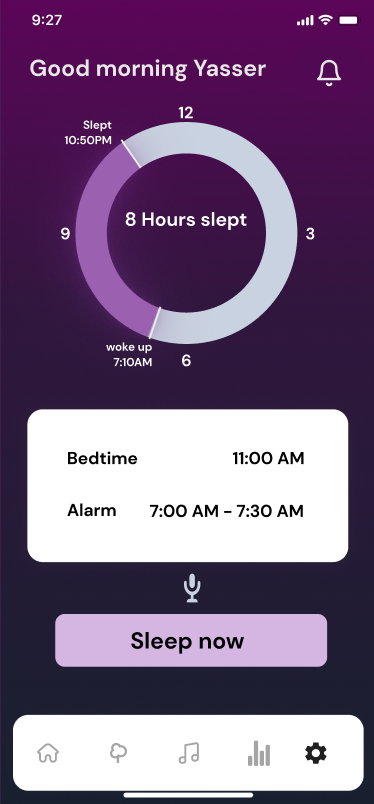 9:27
Good morning Yasser
12
Slept
10:50PM
8 Hours slept
9
3
woke up
7:10AM
6
Bedtime 11:00 AM
Alarm 7:00 AM - 7:30 AM
Sleep now